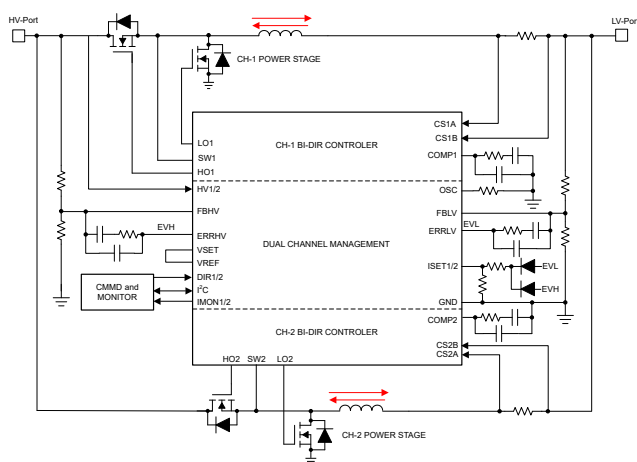 HV-Port
LV-Por
CH-1 POWER STAGE
LO1
SW1
HO1
HV1/2
FBHV
EVH
ERRHV
VSET
VREF
DIR1/2
I²C
IMON1/2
CMMD and
MONITOR
CH-1 BI-DIR CONTROLER
DUAL CHANNEL MANAGEMENT
CH-2 BI-DIR CONTROLER
CS1A
CS1B
COMP1
OSC
FBLV
ERRLV
EVL
ISET1/2
EVL
EVH
GND
COMP2
CS2B
CS2A
HO2
SW2
LO2
CH-2 POWER STAGE